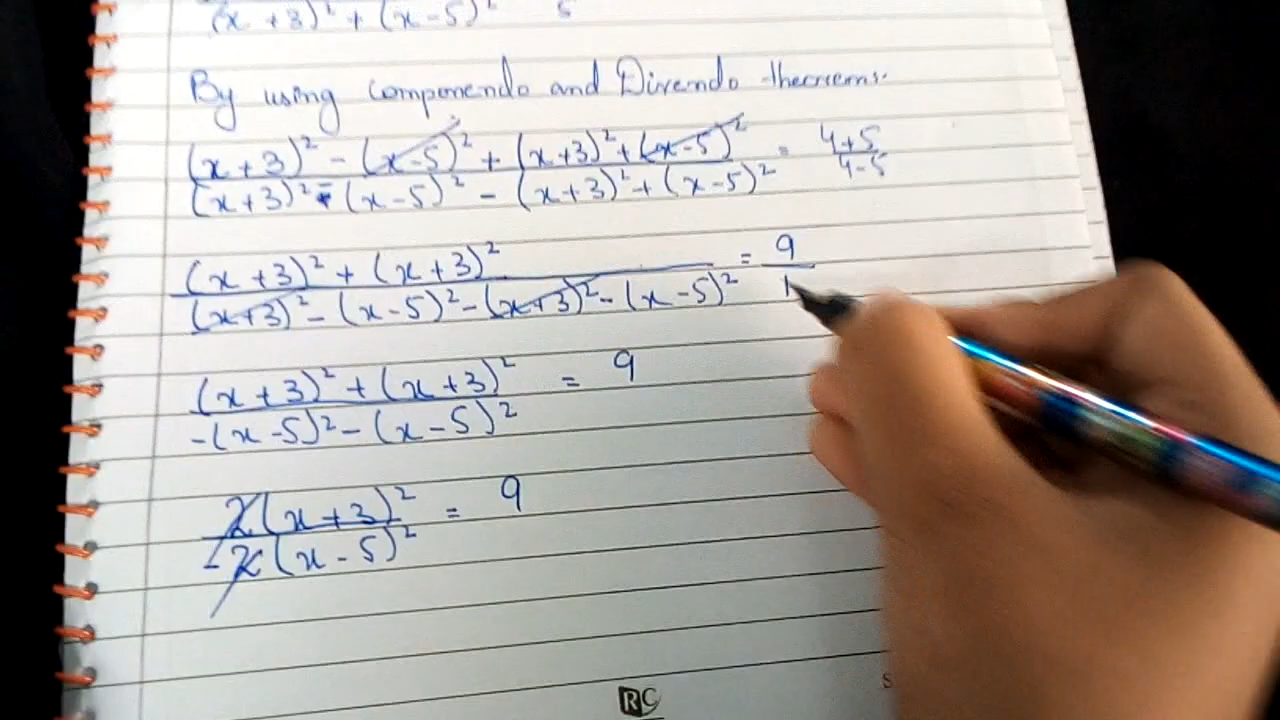 (x + 3)² + (x - 5)² 5
By using componendo and Divendo theorems.
(x + 3)² - (x - 5)² + (x + 3)² + (x - 5)² = 4 + 5
(x + 3)² - (x - 5)² - (x + 3)² + (x - 5)² 4 - 5
(x + 3)² + (x + 3)² = 9
(x + 3)² - (x - 5)² - (x + 3)² - (x - 5)² 1
(x + 3)² + (x + 3)² = 9
-(x - 5)² - (x - 5)²
2(x + 3)² = 9
-2(x - 5)²
RC
S